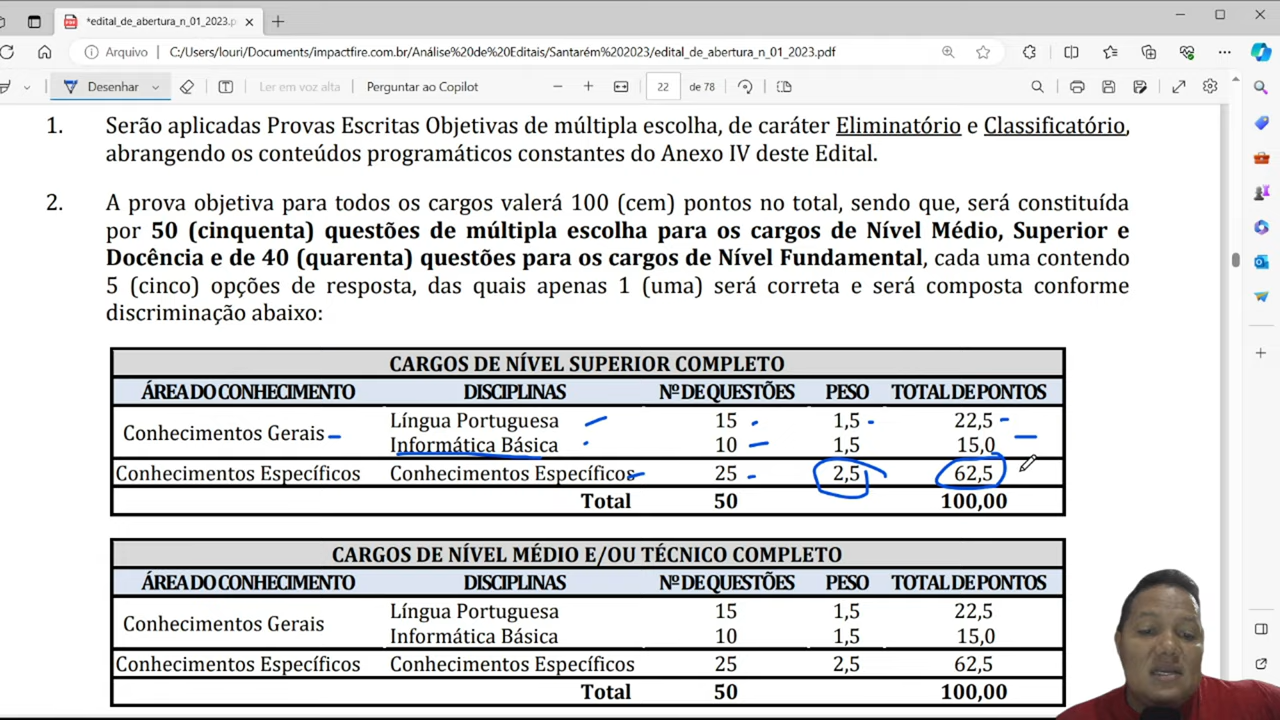 *edital_de_abertura_n_01_2023.p
Arquivo
C:/Users/louri/Documents/impactfire.com.br/Análise%20de%20Editais/Santarém%202023/edital_de_abertura_n_01_2023.pdf
Desenhar
Ler em voz alta
Perguntar ao Copilot
22
de 78
1. Serão aplicadas Provas Escritas Objetivas de múltipla escolha, de caráter Eliminatório e Classificatório,
abrangendo os conteúdos programáticos constantes do Anexo IV deste Edital.
2. A prova objetiva para todos os cargos valerá 100 (cem) pontos no total, sendo que, será constituída
por 50 (cinquenta) questões de múltipla escolha para os cargos de Nível Médio, Superior e
Docência e de 40 (quarenta) questões para os cargos de Nível Fundamental, cada uma contendo
5 (cinco) opções de resposta, das quais apenas 1 (uma) será correta e será composta conforme
discriminação abaixo:
CARGOS DE NÍVEL SUPERIOR COMPLETO
ÁREA DO CONHECIMENTO DISCIPLINAS Nº DE QUESTÕES PESO TOTAL DE PONTOS
Conhecimentos Gerais
Língua Portuguesa 15 1,5 22,5
Informática Básica 10 1,5 15,0
Conhecimentos Específicos Conhecimentos Específicos 25 2,5 62,5
Total 50 100,00
CARGOS DE NÍVEL MÉDIO E/OU TÉCNICO COMPLETO
ÁREA DO CONHECIMENTO DISCIPLINAS Nº DE QUESTÕES PESO TOTAL DE PONTOS
Conhecimentos Gerais
Língua Portuguesa 15 1,5 22,5
Informática Básica 10 1,5 15,0
Conhecimentos Específicos Conhecimentos Específicos 25 2,5 62,5
Total 50 100,00